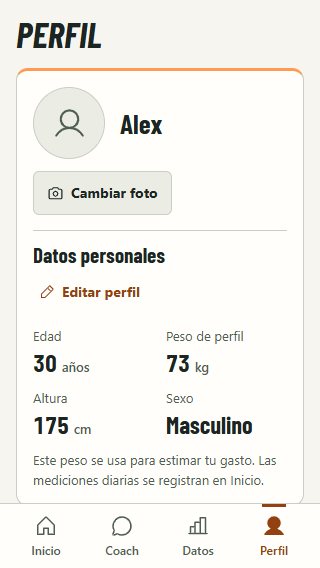 PERFIL
Alex
Cambiar foto
Datos personales
Editar perfil
Edad
Peso de perfil
30 años
73 kg
Altura
Sexo
175 cm
Masculino
Este peso se usa para estimar tu gasto. Las
mediciones diarias se registran en Inicio.
Inicio
Coach
Datos
Perfil